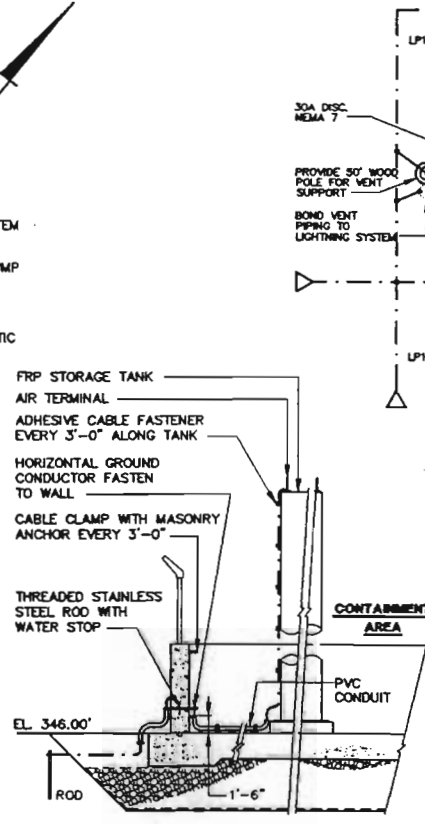 LP1
30A DISC.
NEMA 7
PROVIDE 50' WOOD
POLE FOR VENT
SUPPORT
BOND VENT
PIPING TO
LIGHTNING SYSTEM
TEM
MP
TIC
LP1
FRP STORAGE TANK
AIR TERMINAL
ADHESIVE CABLE FASTENER
EVERY 3'-0" ALONG TANK
HORIZONTAL GROUND
CONDUCTOR FASTEN
TO WALL
CABLE CLAMP WITH MASONRY
ANCHOR EVERY 3'-0"
THREADED STAINLESS
STEEL ROD WITH
WATER STOP
CONTAINMENT
AREA
PVC
CONDUIT
EL. 346.00'
ROD
1'-6"